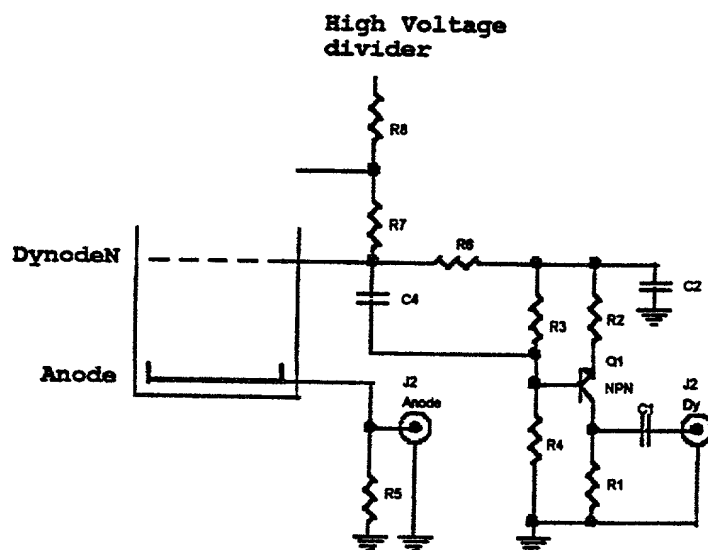 High Voltage
divider
R8
R7
DynodeN
R6
C4
R3
R2
C2
Q1
NPN
Anode
J2
Anode
J2
Dy
C1
R4
R5
R1